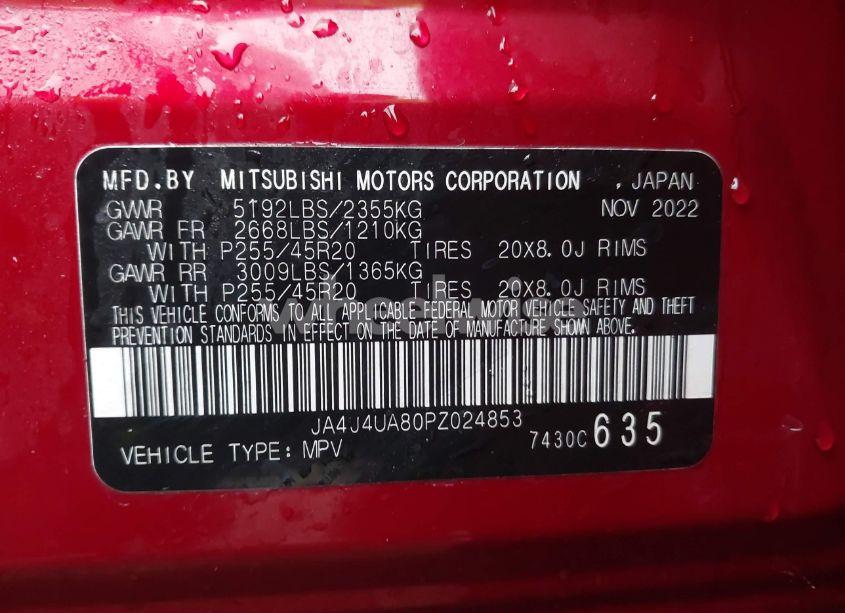 MFD.BY MITSUBISHI MOTORS CORPORATION , JAPAN
GVWR 5192LBS/2355KG NOV 2022
GAWR FR 2668LBS/1210KG
WITH P255/45R20 TIRES 20X8.0J RIMS
GAWR RR 3009LBS/1365KG
WITH P255/45R20 TIRES 20X8.0J RIMS
THIS VEHICLE CONFORMS TO ALL APPLICABLE FEDERAL MOTOR VEHICLE SAFETY AND THEFT
PREVENTION STANDARDS IN EFFECT ON THE DATE OF MANUFACTURE SHOWN ABOVE.
JA4J4UA80PZ024853
7430C 635
VEHICLE TYPE: MPV